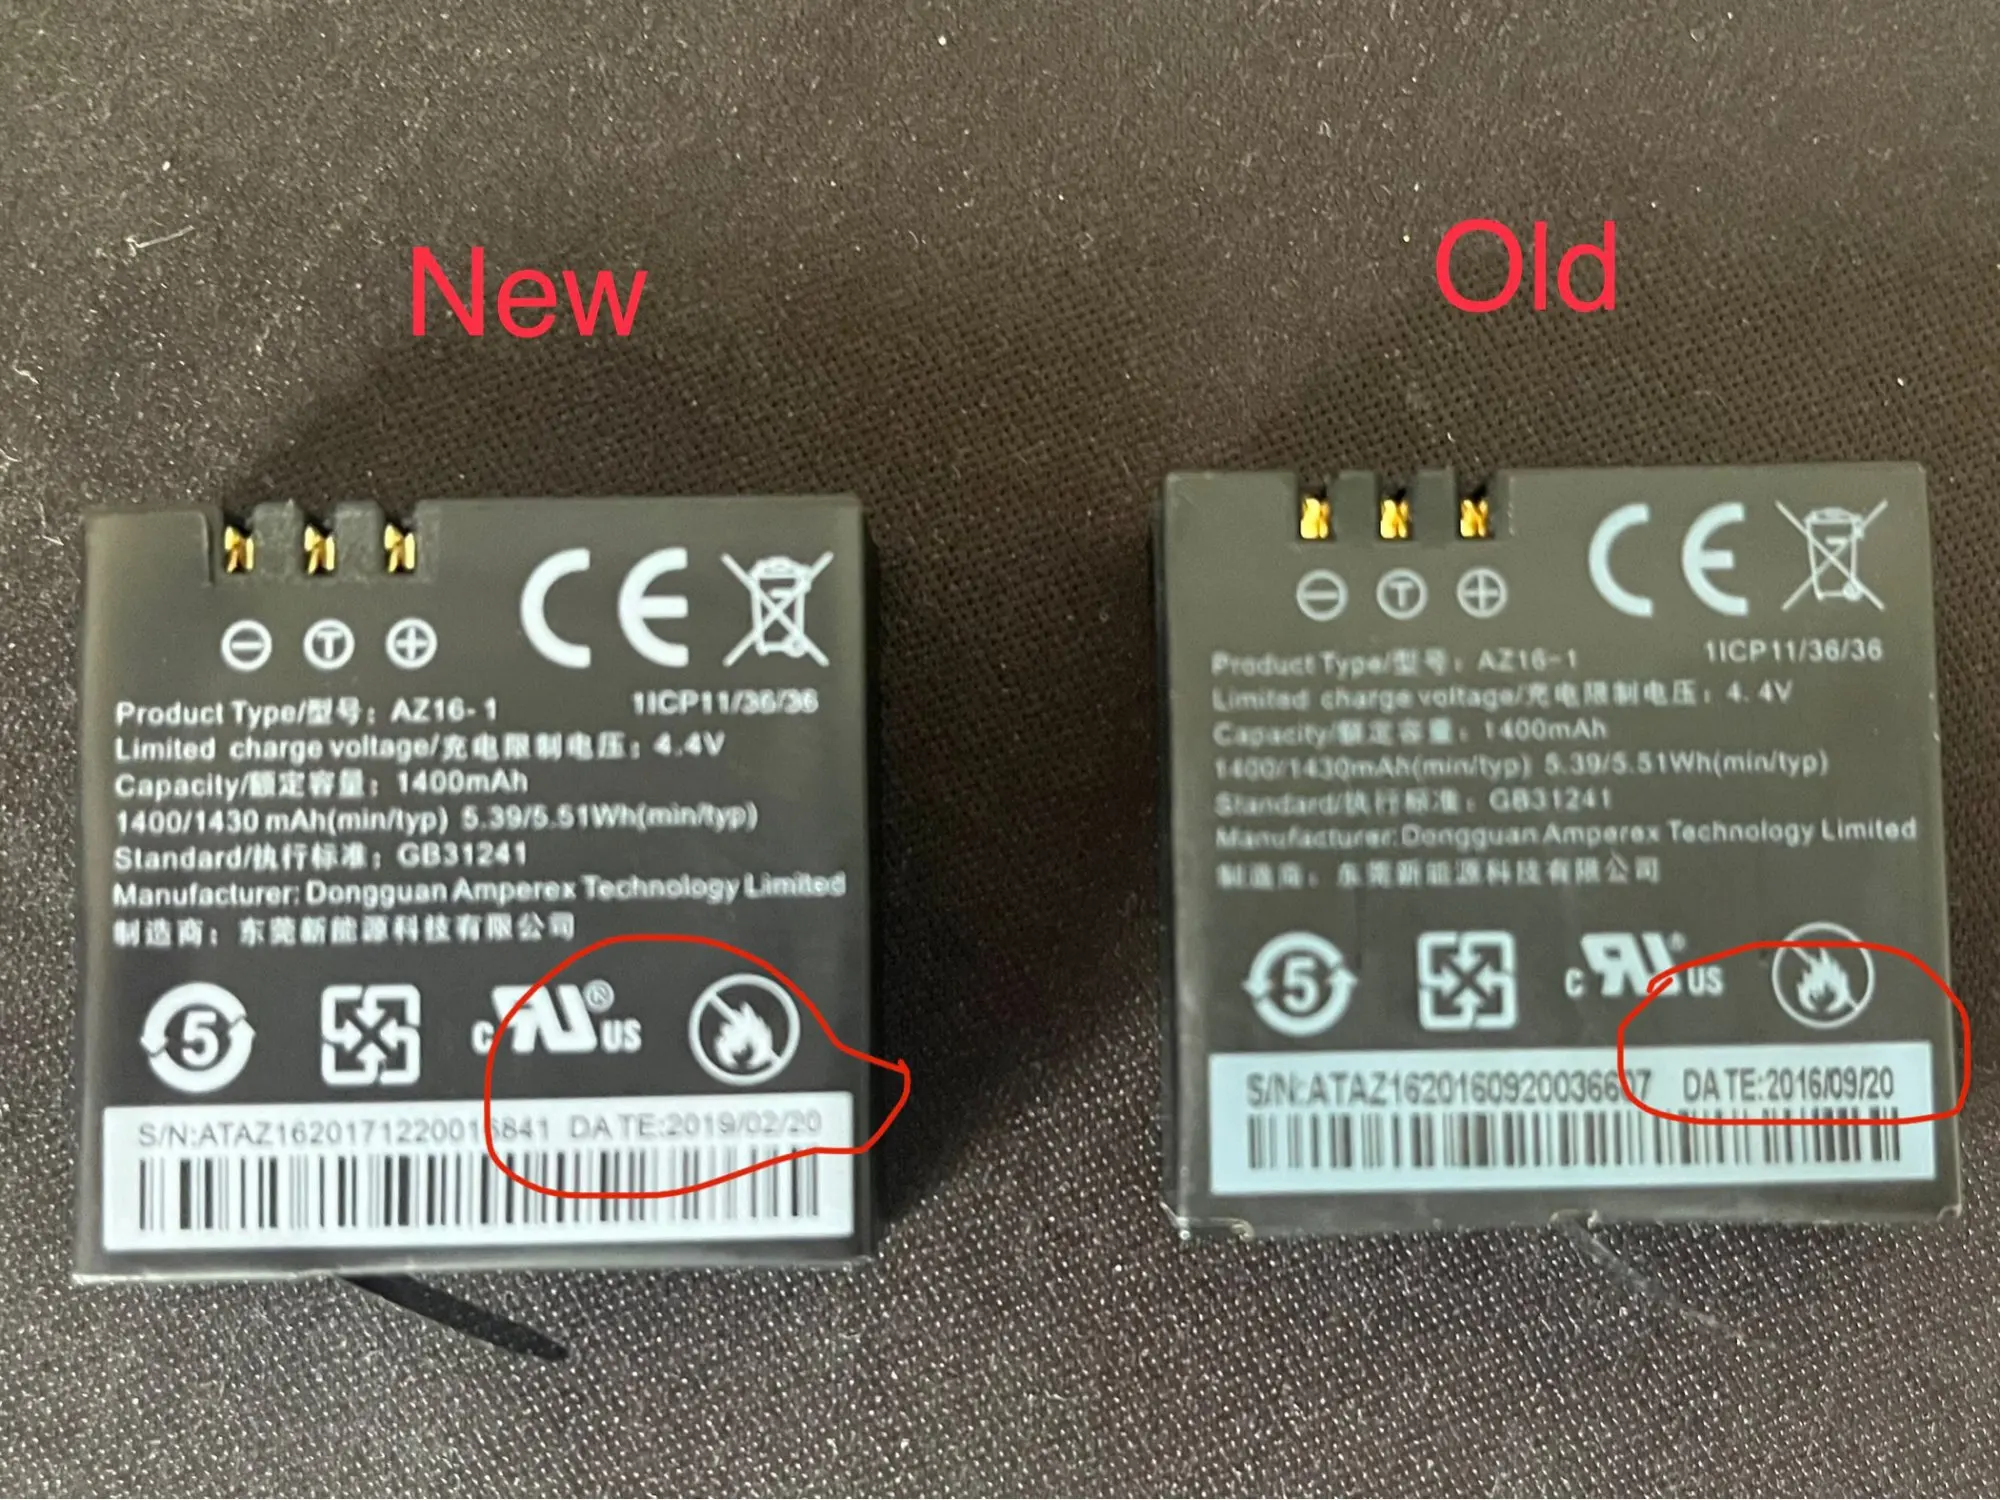 New
Old
CE
T
Product Type/型号：AZ16-1 1ICP11/36/36
Limited charge voltage/充电限制电压：4.4V
Capacity/额定容量：1400mAh
1400/1430 mAh(min/typ) 5.39/5.51Wh(min/typ)
Standard/执行标准：GB31241
Manufacturer: Dongguan Amperex Technology Limited
制造商：东莞新能源科技有限公司
5 c RU® US
S/N:ATAZ1620171220016841 DATE:2019/02/20
CE
T
1ICP11/36/36
Product Type/型号：AZ16-1
Limited charge voltage/充电限制电压：4.4V
Capacity/额定容量：1400mAh
1400/1430mAh(min/typ) 5.39/5.51Wh(min/typ)
Standard/执行标准：GB31241
Manufacturer: Dongguan Amperex Technology Limited
制造商：东莞新能源科技有限公司
5 c RU® US
S/N:ATAZ1620160920036607 DATE:2016/09/20